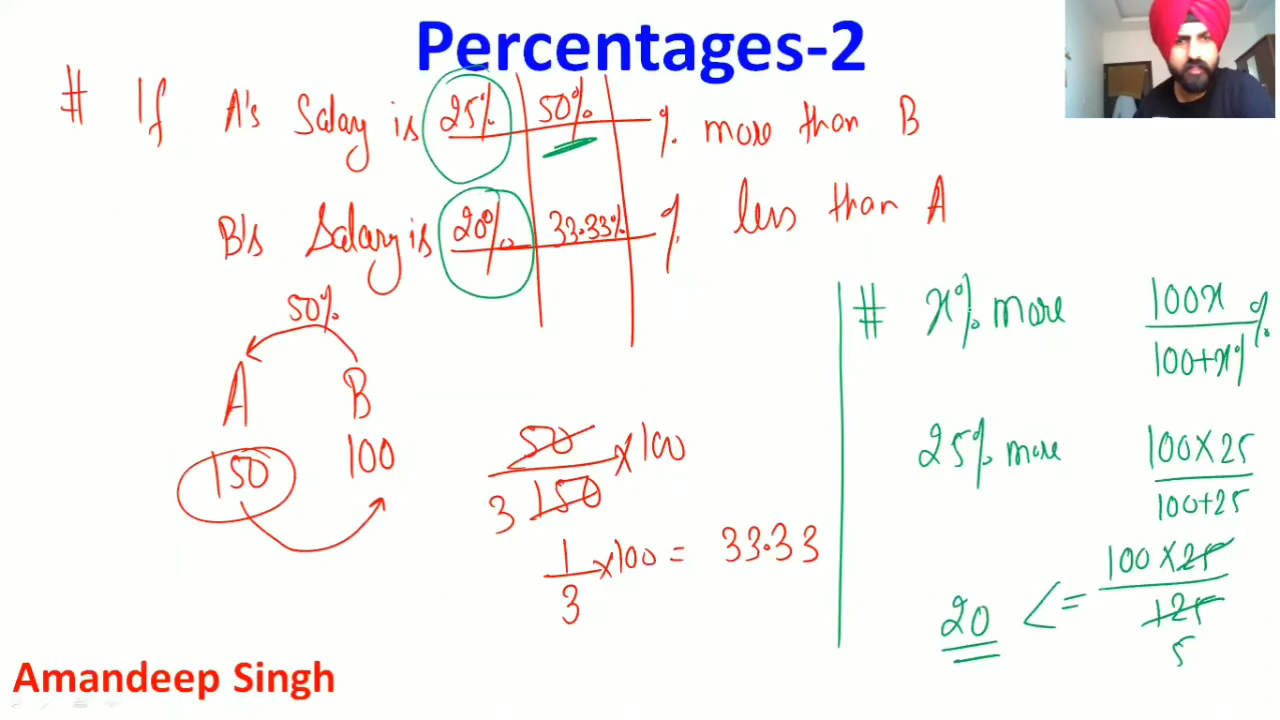 Percentages-2
# If A's Salary is 25% 50% % more than B
B's Salary is 20% 33.33% % less than A
50%
A B
150 100
50/150 3 ×100
1/3 ×100 = 33.33
# x% more 100x/100+x% %
25% more 100×25/100+25
20 <= 100×25/125 5
Amandeep Singh